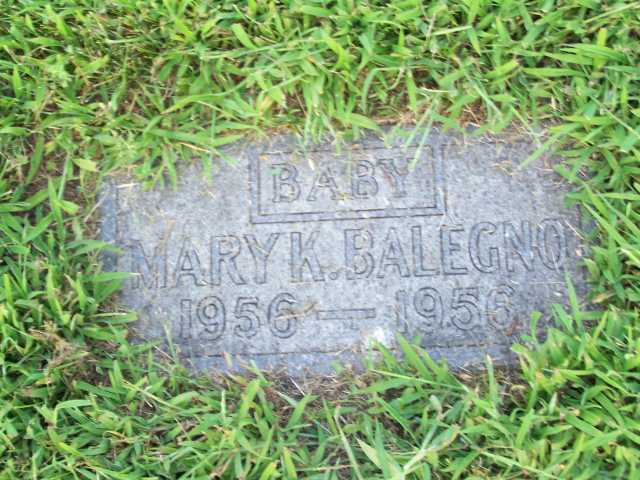 BABY
MARY K. BALEGNO
1956 — 1956